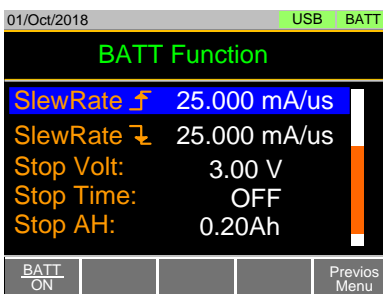 01/Oct/2018 USB BATT
BATT Function
SlewRate 25.000 mA/us
SlewRate 25.000 mA/us
Stop Volt: 3.00 V
Stop Time: OFF
Stop AH: 0.20Ah
BATT
ON
Previos
Menu